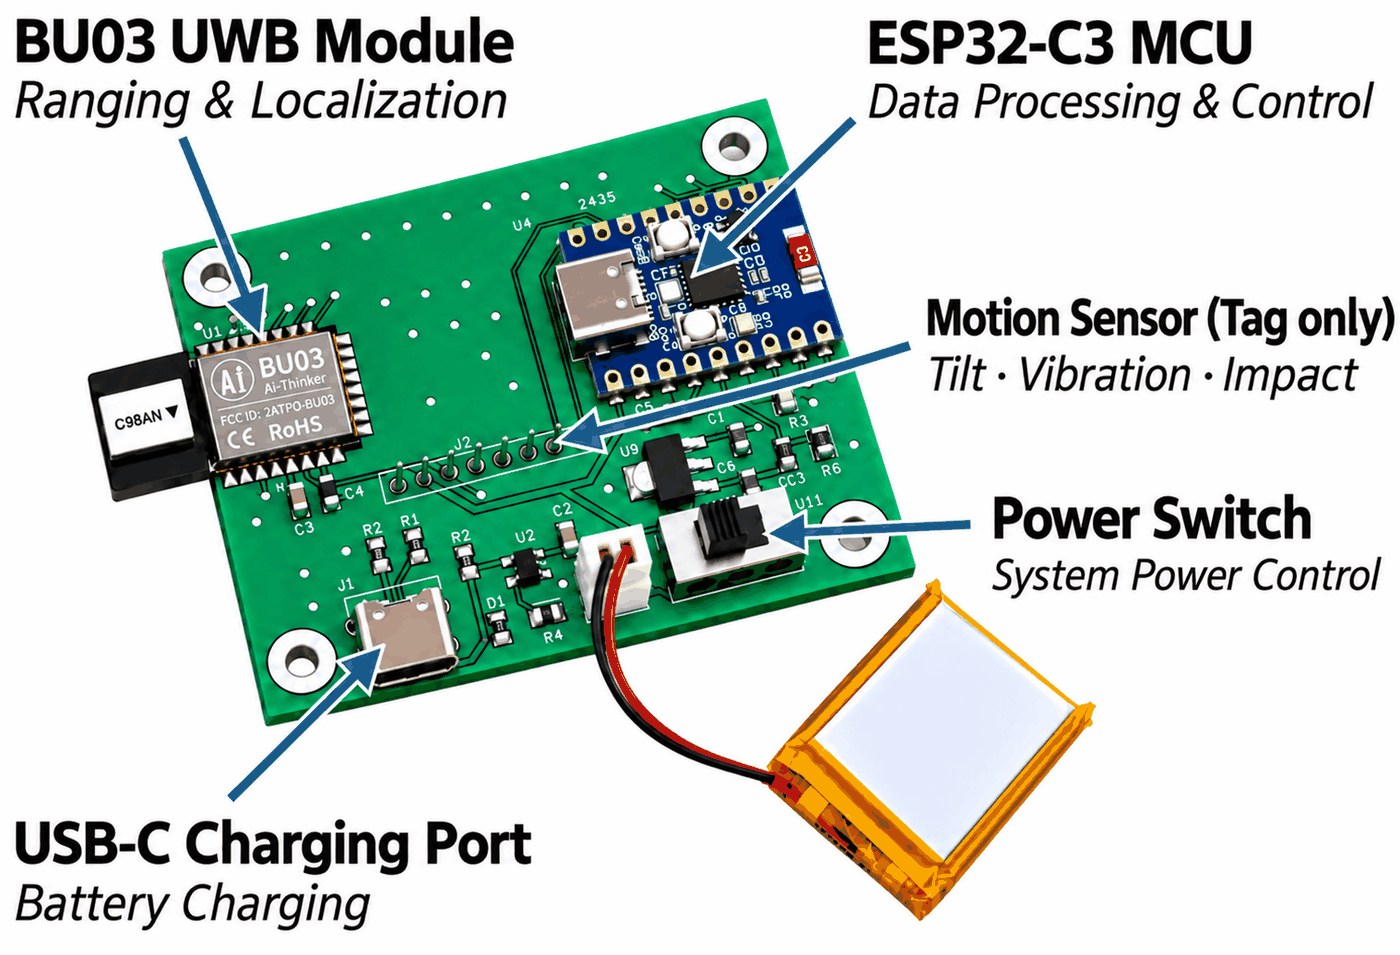 BU03 UWB Module
Ranging & Localization
ESP32-C3 MCU
Data Processing & Control
Motion Sensor (Tag only)
Tilt · Vibration · Impact
Power Switch
System Power Control
USB-C Charging Port
Battery Charging
U4
2435
C3
U1
Ai
BU03
Ai-Thinker
FCC ID: 2ATPO-BU03
CE RoHS
C98AN
J2
C5
U9
C1
C6
R3
R6
CC3
U11
C3
C4
R2
R1
R2
U2
C2
J1
D1
R4
C8